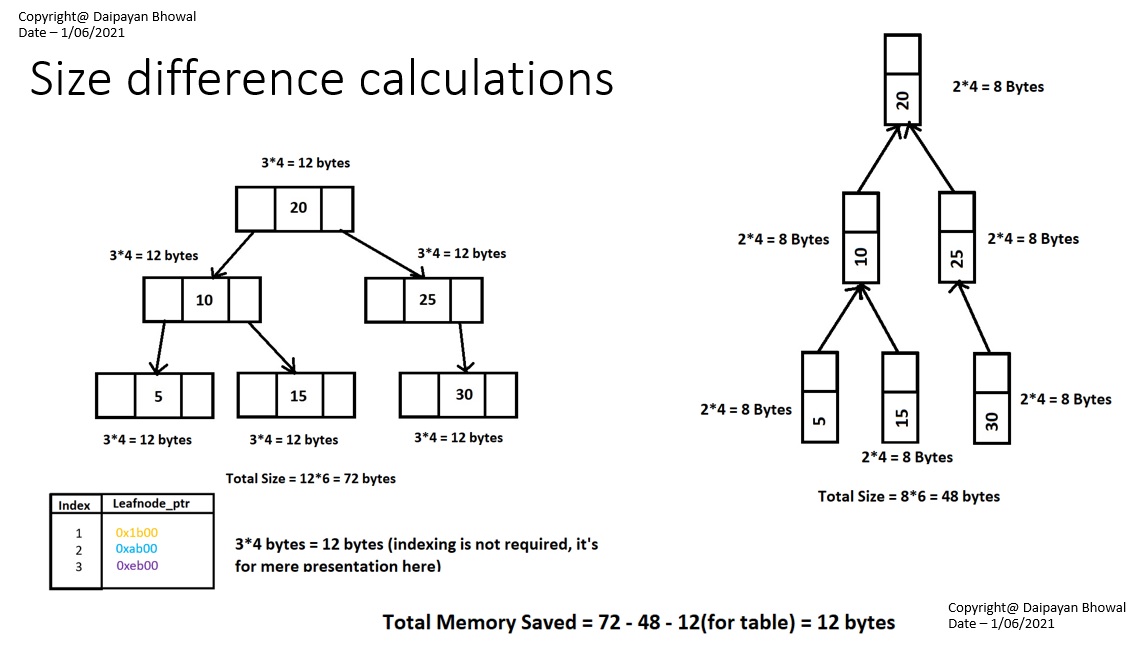 Copyright@ Daipayan Bhowal
Date – 1/06/2021
Size difference calculations
3*4 = 12 bytes
20
3*4 = 12 bytes
3*4 = 12 bytes
10
25
5
15
30
3*4 = 12 bytes
3*4 = 12 bytes
3*4 = 12 bytes
Total Size = 12*6 = 72 bytes
Index Leafnode_ptr
1 0x1b00
2 0xab00
3 0xeb00
3*4 bytes = 12 bytes (indexing is not required, it's
for mere presentation here)
20
2*4 = 8 Bytes
2*4 = 8 Bytes
10
25
2*4 = 8 Bytes
2*4 = 8 Bytes
5
15
30
2*4 = 8 Bytes
2*4 = 8 Bytes
Total Size = 8*6 = 48 bytes
Total Memory Saved = 72 - 48 - 12(for table) = 12 bytes
Copyright@ Daipayan Bhowal
Date – 1/06/2021